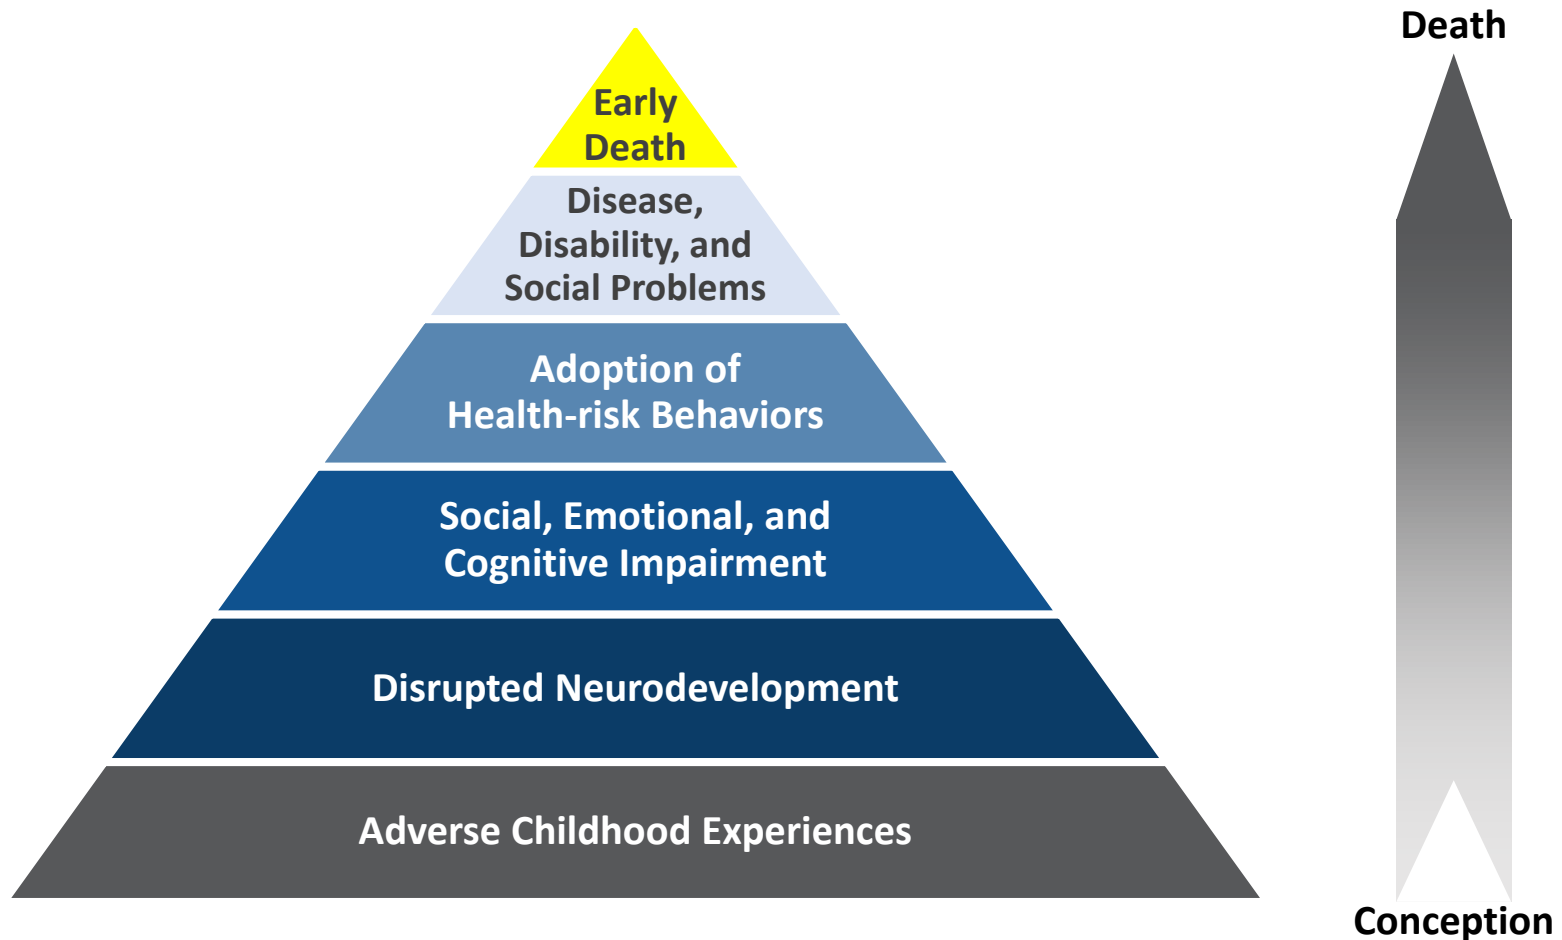 Death
Early
Death
Disease,
Disability, and
Social Problems
Adoption of
Health-risk Behaviors
Social, Emotional, and
Cognitive Impairment
Disrupted Neurodevelopment
Adverse Childhood Experiences
Conception